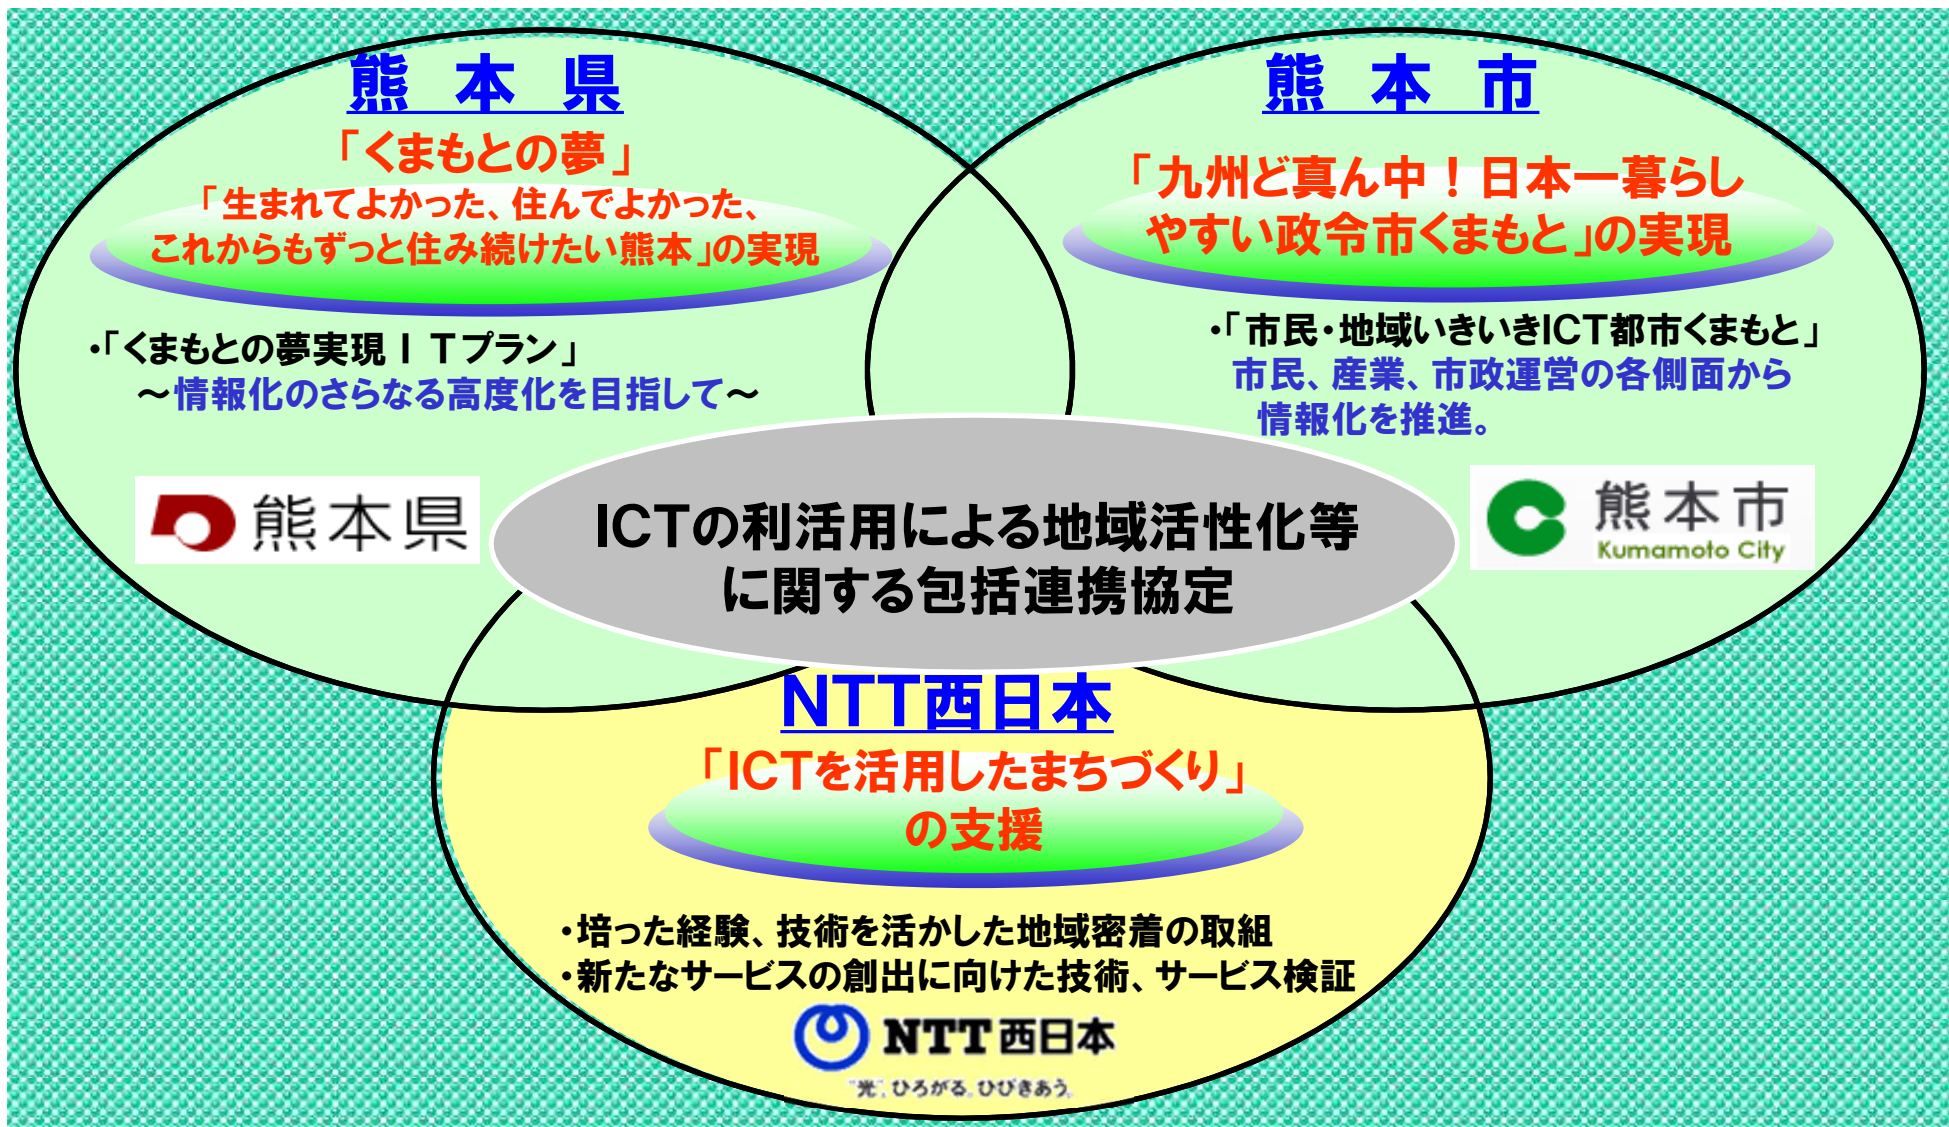 熊 本 県
「くまもとの夢」
「生まれてよかった、住んでよかった、
これからもずっと住み続けたい熊本」の実現
・「くまもとの夢実現ＩＴプラン」
～情報化のさらなる高度化を目指して～
熊本県
熊 本 市
「九州ど真ん中！日本一暮らし
やすい政令市くまもと」の実現
・「市民・地域いきいきICT都市くまもと」
市民、産業、市政運営の各側面から
情報化を推進。
熊本市
Kumamoto City
ICTの利活用による地域活性化等
に関する包括連携協定
NTT西日本
「ICTを活用したまちづくり」
の支援
・培った経験、技術を活かした地域密着の取組
・新たなサービスの創出に向けた技術、サービス検証
NTT西日本
“光”、ひろがる。ひびきあう。